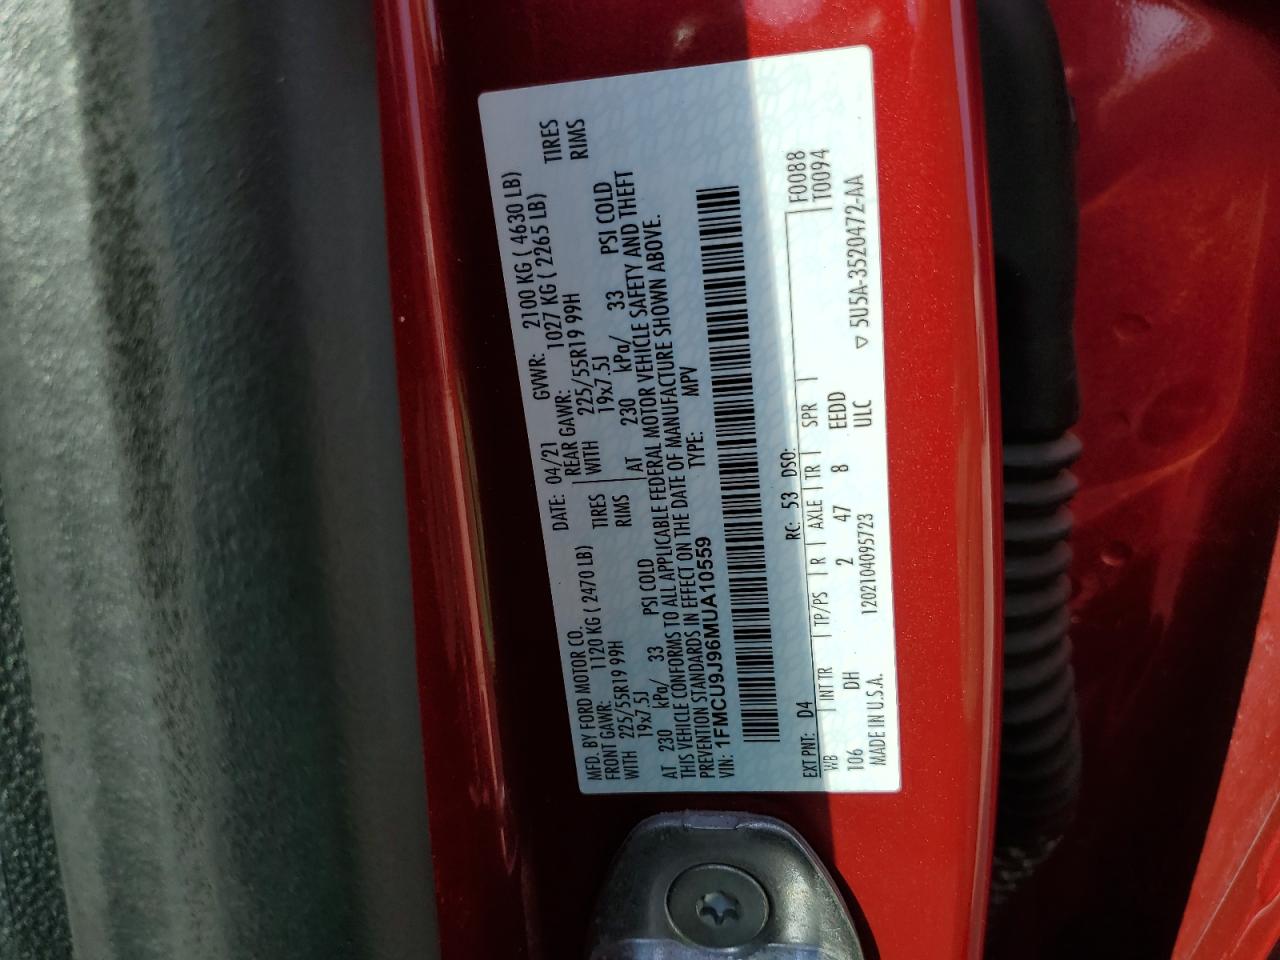 MFD. BY FORD MOTOR CO. DATE: 04/21 GVWR: 2100 KG ( 4630 LB)
FRONT GAWR: 1120 KG ( 2470 LB) REAR GAWR: 1027 KG ( 2265 LB)
WITH 225/55R19 99H TIRES WITH 225/55R19 99H TIRES
19x7.5J RIMS 19x7.5J RIMS
AT 230 kPa/ 33 PSI COLD AT 230 kPa/ 33 PSI COLD
THIS VEHICLE CONFORMS TO ALL APPLICABLE FEDERAL MOTOR VEHICLE SAFETY AND THEFT
PREVENTION STANDARDS IN EFFECT ON THE DATE OF MANUFACTURE SHOWN ABOVE.
VIN: 1FMCU9J96MUA10559 TYPE: MPV
EXT PNT: D4 RC: 53 DSO: F0088
WB INT TR TP/PS R AXLE TR SPR T0094
106 DH 2 47 8 EEDD
MADE IN U.S.A. 1202104095723 ULC ▽ 5U5A-3520472-AA